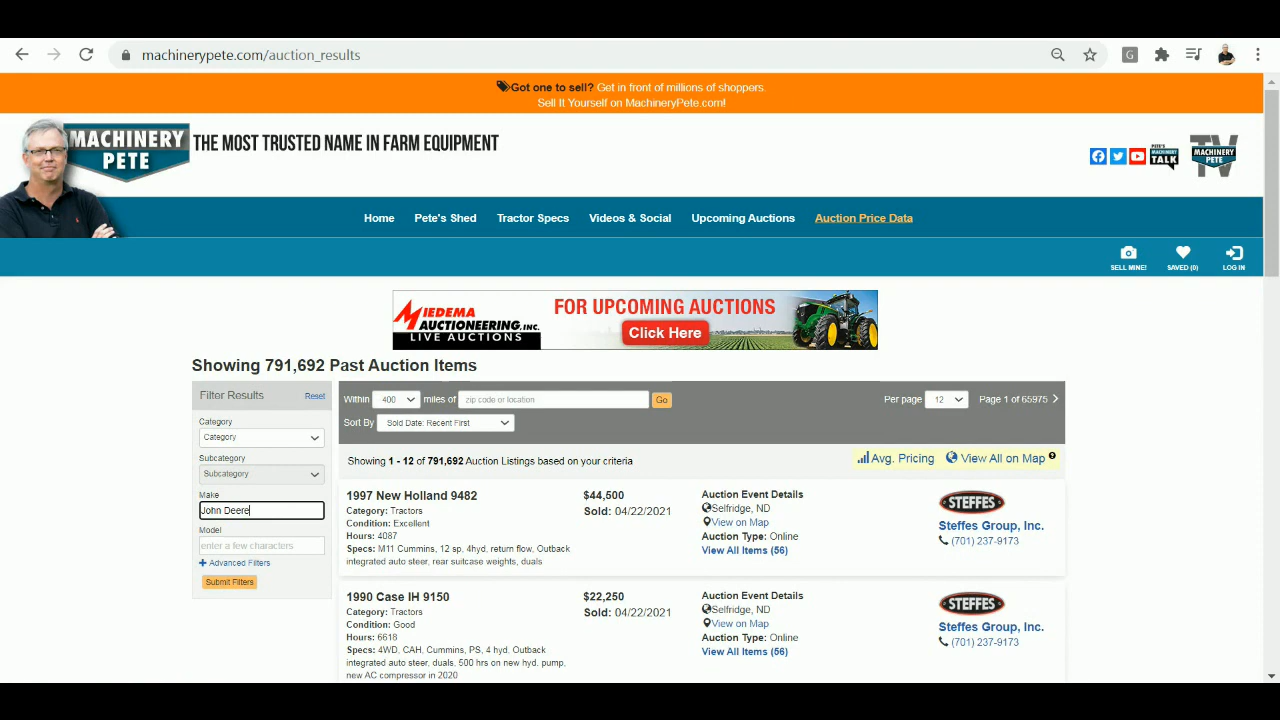 machinerypete.com/auction_results
G
Got one to sell? Get in front of millions of shoppers.
Sell It Yourself on MachineryPete.com!
MACHINERY
PETE
THE MOST TRUSTED NAME IN FARM EQUIPMENT
PETE'S
MACHINERY
TALK
TV
MACHINERY
PETE
Home Pete's Shed Tractor Specs Videos & Social Upcoming Auctions Auction Price Data
SELL MINE! SAVED (0) LOG IN
MIEDEMA
AUCTIONEERING, INC.
LIVE AUCTIONS
FOR UPCOMING AUCTIONS
Click Here
Showing 791,692 Past Auction Items
Filter Results Reset
Category
Category
Subcategory
Subcategory
Make
John Deere
Model
enter a few characters
Advanced Filters
Submit Filters
Within 400 miles of zip code or location Go Per page 12 Page 1 of 65975
Sort By Sold Date: Recent First
Showing 1 - 12 of 791,692 Auction Listings based on your criteria Avg. Pricing View All on Map ?
1997 New Holland 9482
Category: Tractors
Condition: Excellent
Hours: 4087
Specs: M11 Cummins, 12 sp, 4hyd, return flow, Outback
integrated auto steer, rear suitcase weights, duals
$44,500
Sold: 04/22/2021
Auction Event Details
Selfridge, ND
View on Map
Auction Type: Online
View All Items (56)
STEFFES
Steffes Group, Inc.
(701) 237-9173
1990 Case IH 9150
Category: Tractors
Condition: Good
Hours: 6618
Specs: 4WD, CAH, Cummins, PS, 4 hyd, Outback
integrated auto steer, duals. 500 hrs on new hyd. pump.
new AC compressor in 2020
$22,250
Sold: 04/22/2021
Auction Event Details
Selfridge, ND
View on Map
Auction Type: Online
View All Items (56)
STEFFES
Steffes Group, Inc.
(701) 237-9173